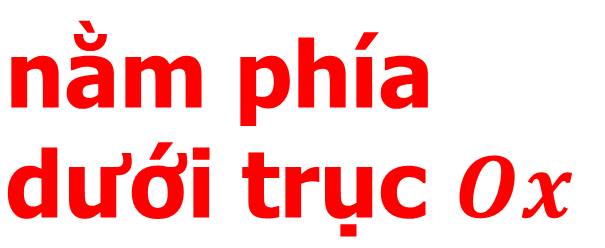 nằm phía
dưới trục Ox